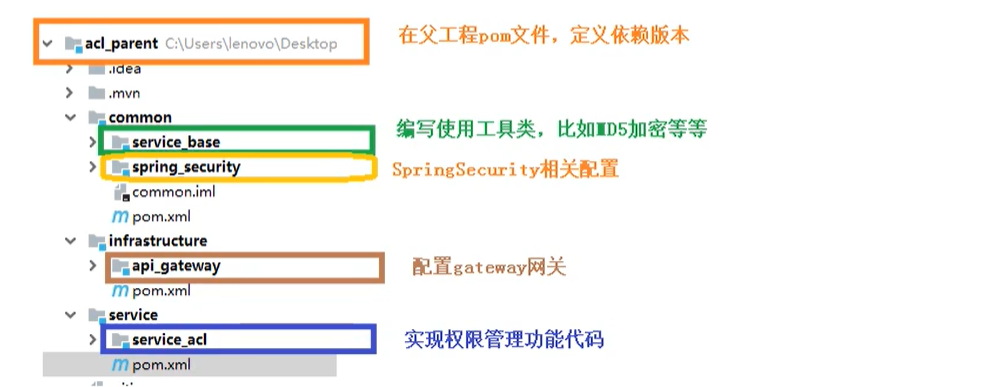 acl_parent C:\Users\lenovo\Desktop 在父工程pom文件，定义依赖版本
.idea
.mvn
common
service_base 编写使用工具类，比如MD5加密等等
spring_security SpringSecurity相关配置
common.iml
pom.xml
infrastructure
api_gateway 配置gateway网关
pom.xml
service
service_acl 实现权限管理功能代码
pom.xml